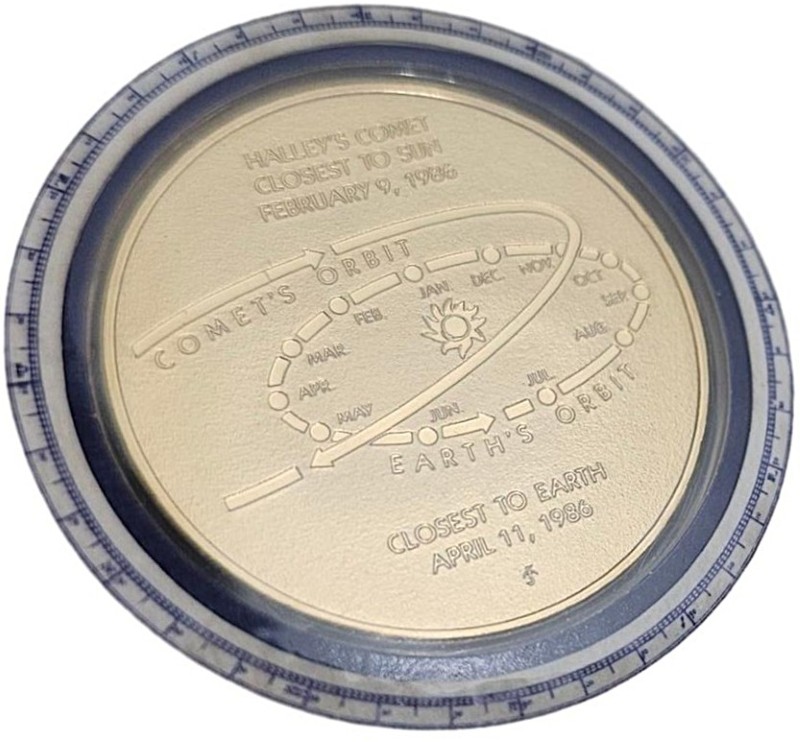 HALLEY'S COMET
CLOSEST TO SUN
FEBRUARY 9, 1986
COMET'S ORBIT
JAN.
DEC.
NOV.
OCT.
SEP.
AUG.
JUL.
JUN.
MAY
APR.
MAR.
FEB.
EARTH'S ORBIT
CLOSEST TO EARTH
APRIL 11, 1986